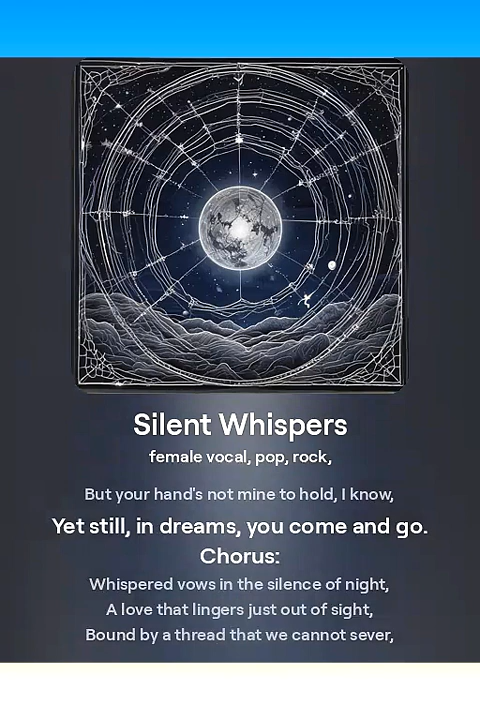 Silent Whispers
female vocal, pop, rock,
But your hand's not mine to hold, I know,
Yet still, in dreams, you come and go.
Chorus:
Whispered vows in the silence of night,
A love that lingers just out of sight,
Bound by a thread that we cannot sever,